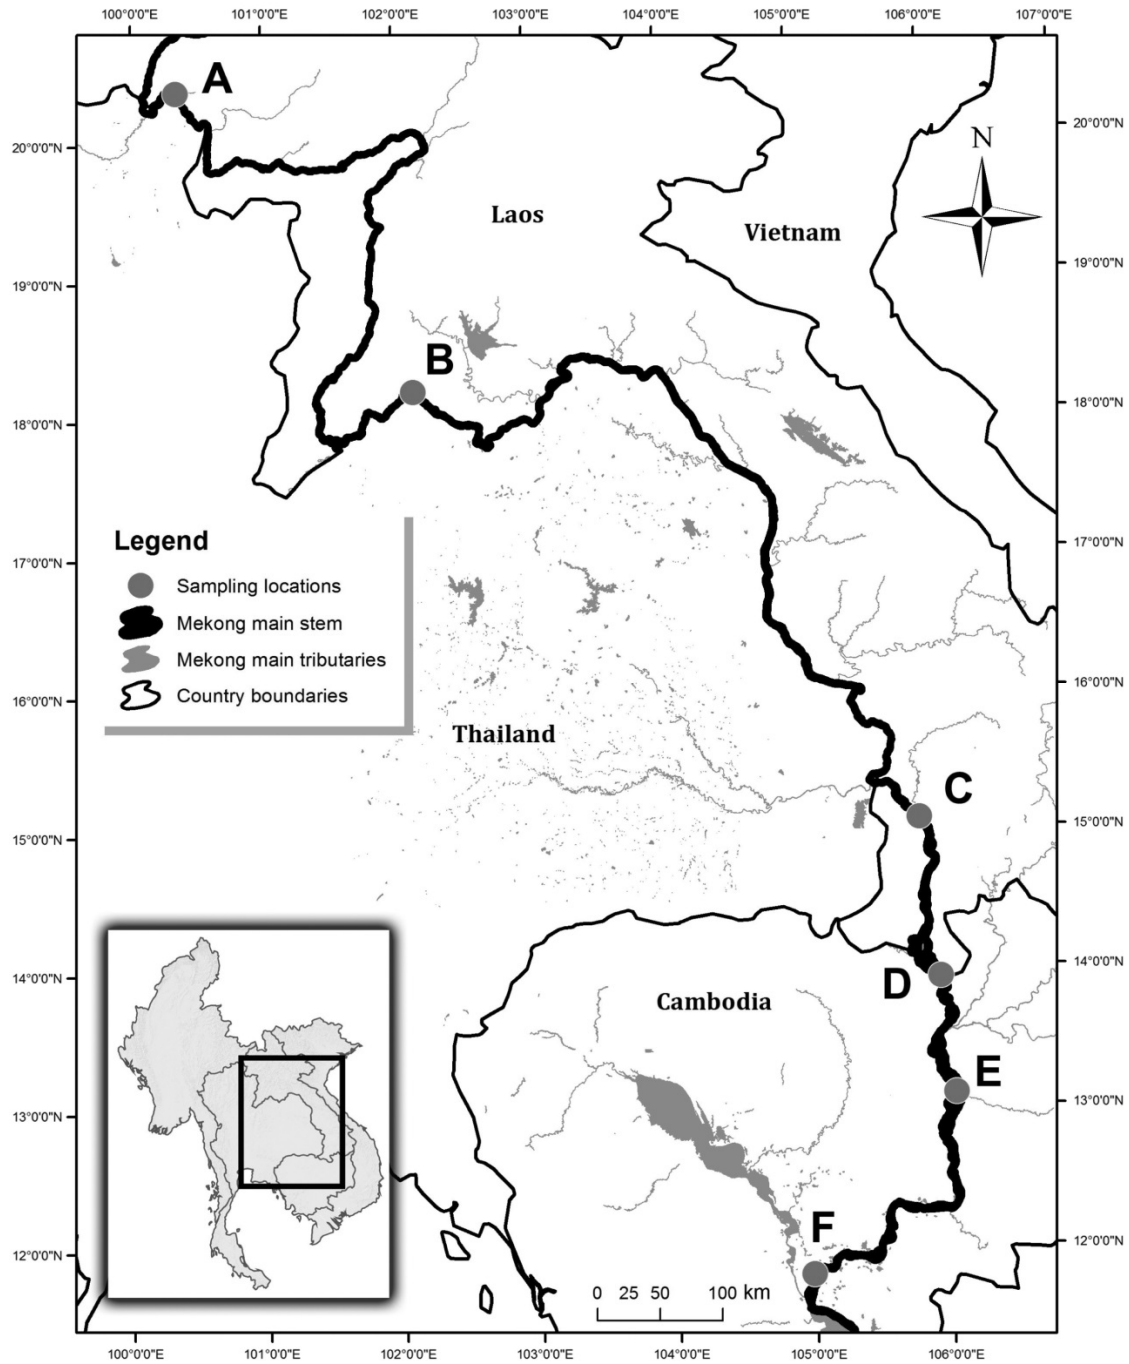 100°0'0"E 101°0'0"E 102°0'0"E 103°0'0"E 104°0'0"E 105°0'0"E 106°0'0"E 107°0'0"E
A
20°0'0"N
20°0'0"N
N
Laos
Vietnam
19°0'0"N
19°0'0"N
B
18°0'0"N
18°0'0"N
Legend
Sampling locations
Mekong main stem
Mekong main tributaries
Country boundaries
17°0'0"N
17°0'0"N
16°0'0"N
16°0'0"N
Thailand
C
15°0'0"N
15°0'0"N
14°0'0"N
14°0'0"N
D
Cambodia
E
13°0'0"N
13°0'0"N
F
12°0'0"N
12°0'0"N
0 25 50 100 km
100°0'0"E 101°0'0"E 102°0'0"E 103°0'0"E 104°0'0"E 105°0'0"E 106°0'0"E